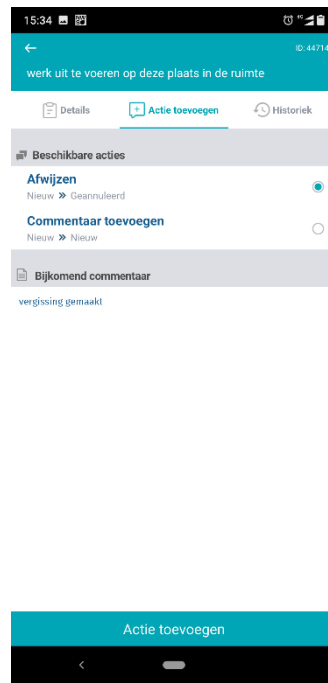 15:34
ID: 44714
werk uit te voeren op deze plaats in de ruimte
Details
Actie toevoegen
Historiek
Beschikbare acties
Afwijzen
Nieuw » Geannuleerd
Commentaar toevoegen
Nieuw » Nieuw
Bijkomend commentaar
vergissing gemaakt
Actie toevoegen